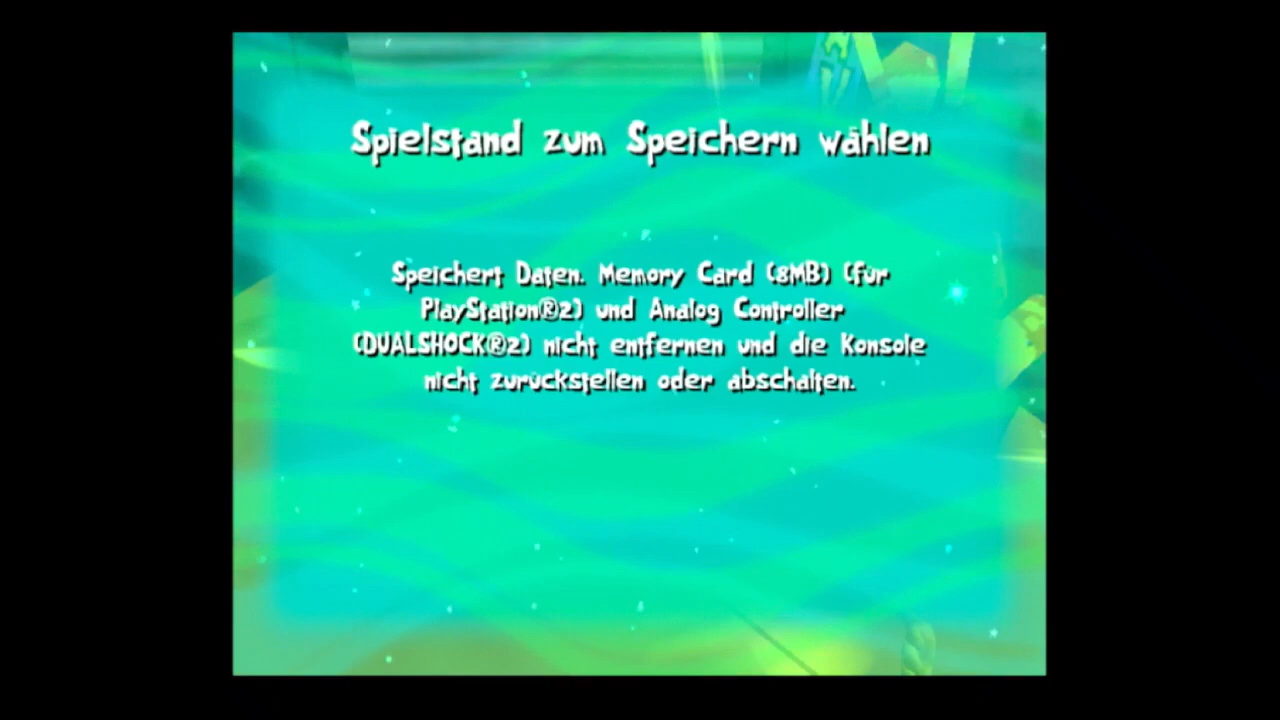 Spielstand zum Speichern wählen
Speichert Daten. Memory Card (8MB) (für
PlayStation®2) und Analog Controller
(DUALSHOCK®2) nicht entfernen und die Konsole
nicht zurückstellen oder abschalten.